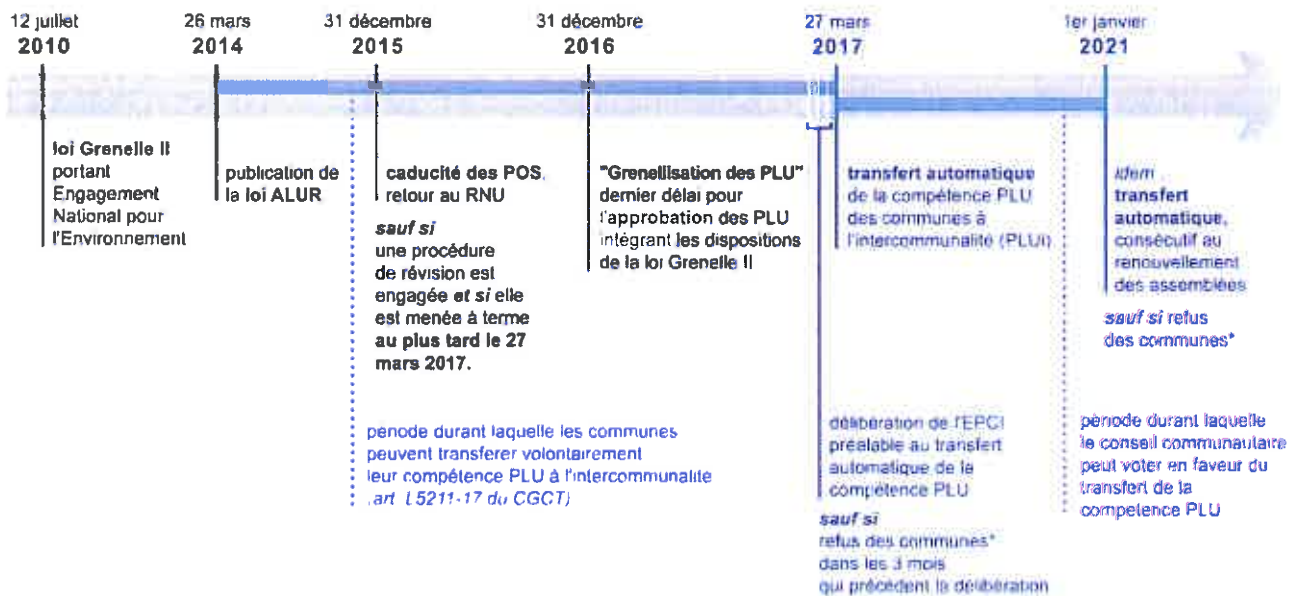 12 juillet
2010
26 mars
2014
31 décembre
2015
31 décembre
2016
27 mars
2017
1er janvier
2021
loi Grenelle II
portant
Engagement
National pour
l'Environnement
publication de
la loi ALUR
caducité des POS,
retour au RNU
sauf si
une procédure
de révision est
engagée et si elle
est menée à terme
au plus tard le 27
mars 2017.
"Grenellisation des PLU"
dernier délai pour
l'approbation des PLU
intégrant les dispositions
de la loi Grenelle II
transfert automatique
de la compétence PLU
des communes à
l'intercommunalité (PLUi)
idem
transfert
automatique,
consécutif au
renouvellement
des assemblées
sauf si refus
des communes*
période durant laquelle les communes
peuvent transférer volontairement
leur compétence PLU à l'intercommunalité
(art. L5211-17 du CGCT)
délibération de l'EPCI
préalable au transfert
automatique de la
compétence PLU
sauf si
refus des communes*
dans les 3 mois
qui précèdent la délibération
période durant laquelle
le conseil communautaire
peut voter en faveur du
transfert de la
compétence PLU